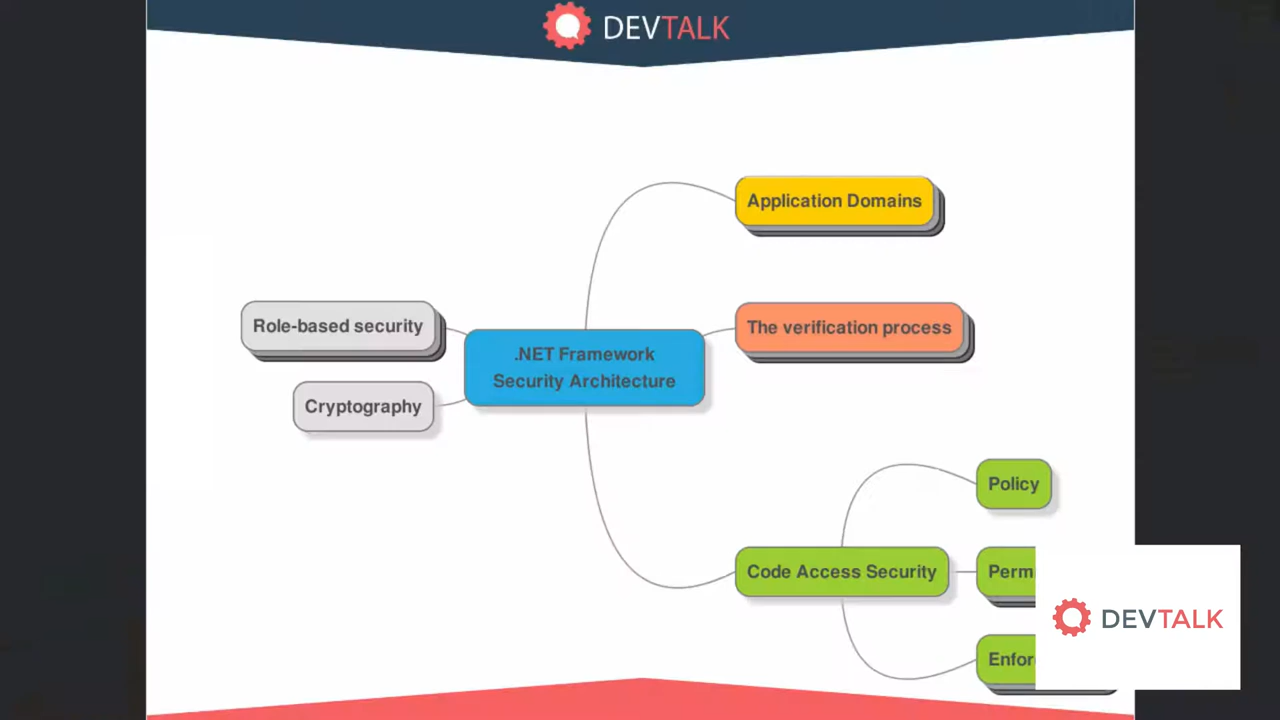 DEVTALK
Application Domains
Role-based security
The verification process
.NET Framework
Security Architecture
Cryptography
Policy
Code Access Security
Perm
Enfor
DEVTALK